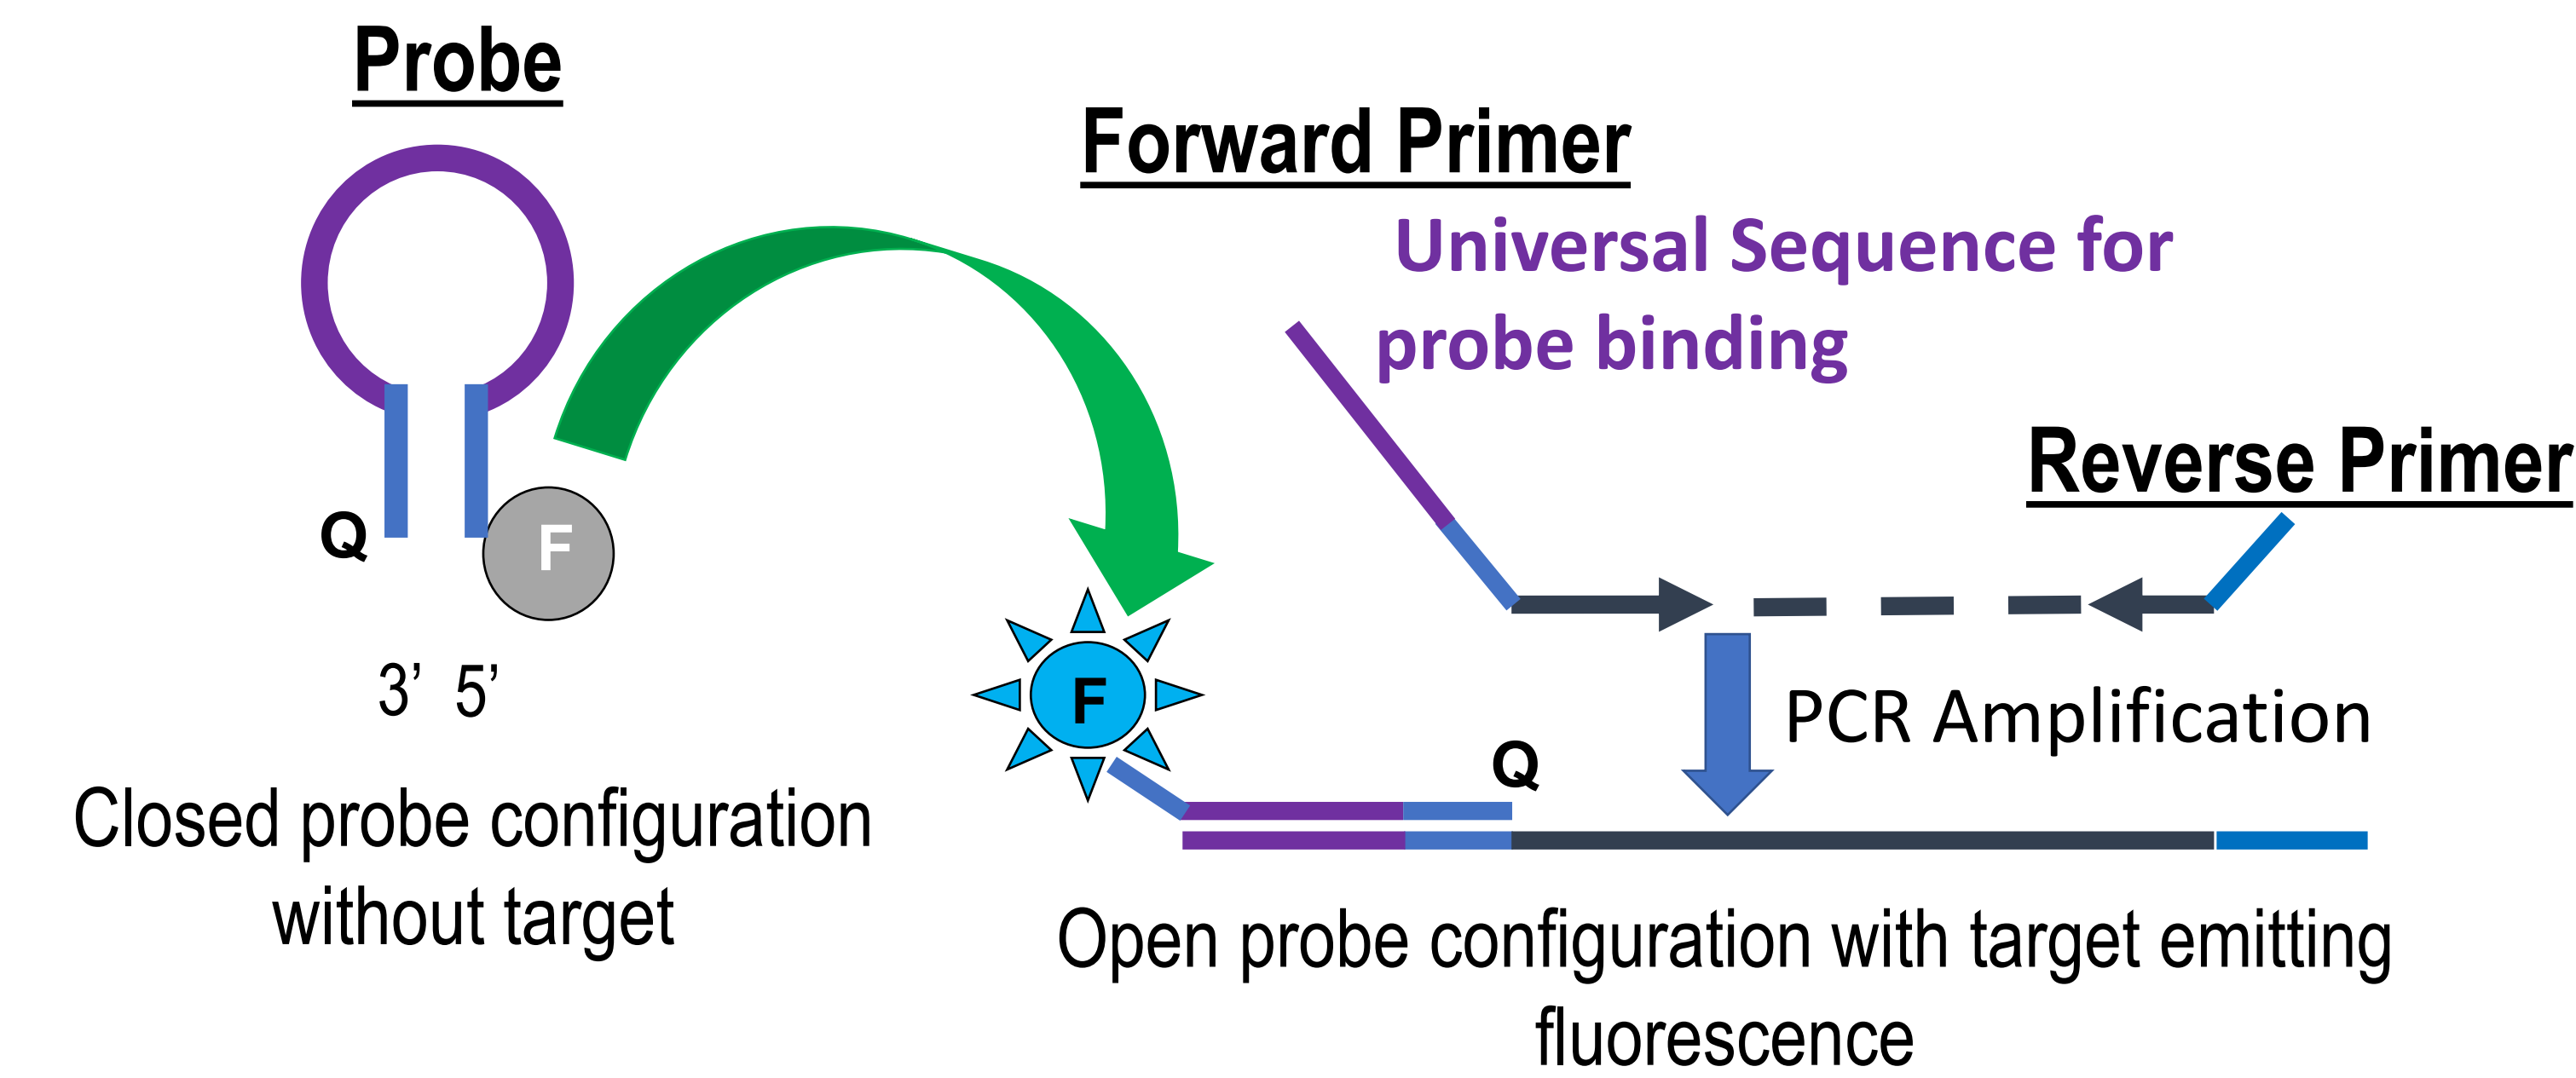 Probe
Forward Primer
Universal Sequence for
probe binding
Reverse Primer
Q
F
3’ 5’
F
PCR Amplification
Q
Closed probe configuration
without target
Open probe configuration with target emitting
fluorescence